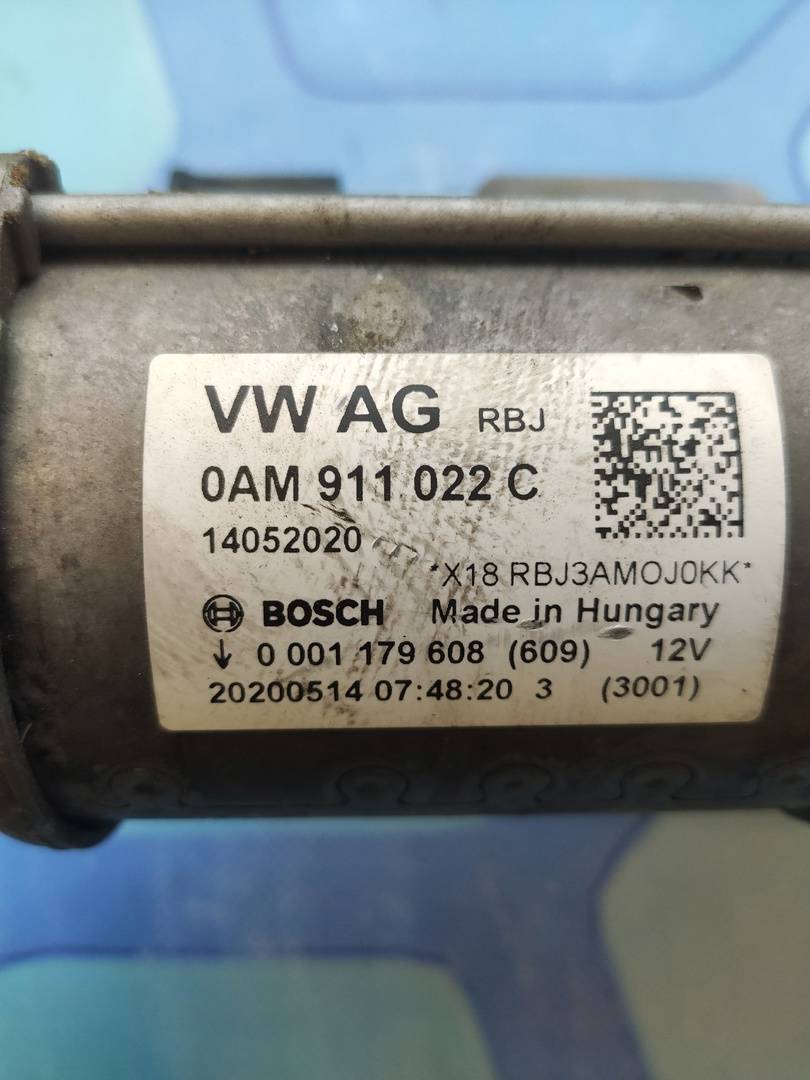 VW AG RBJ
0AM 911 022 C
14052020
*X18 RBJ3AMOJ0KK*
BOSCH Made in Hungary
↓ 0 001 179 608 (609) 12V
20200514 07:48:20 3 (3001)